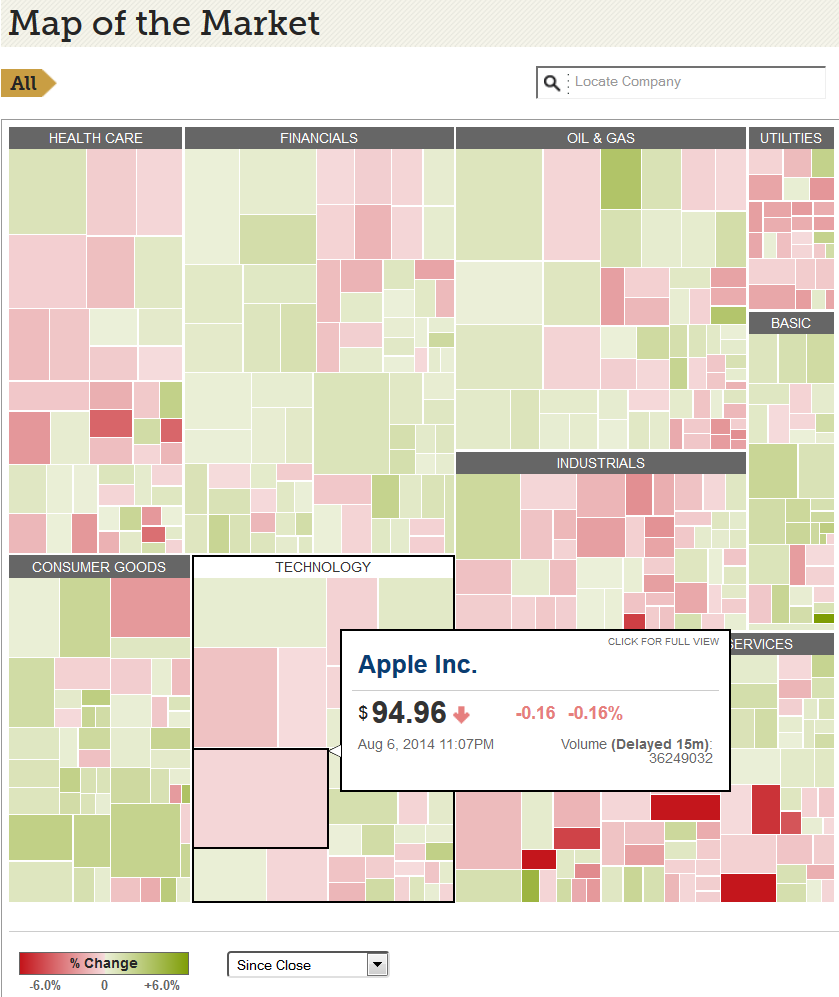 Map of the Market
All
Locate Company
HEALTH CARE
FINANCIALS
OIL & GAS
UTILITIES
BASIC
INDUSTRIALS
CONSUMER GOODS
TECHNOLOGY
SERVICES
CLICK FOR FULL VIEW
Apple Inc.
$ 94.96 -0.16 -0.16%
Aug 6, 2014 11:07PM Volume (Delayed 15m):
36249032
% Change
-6.0% 0 +6.0%
Since Close